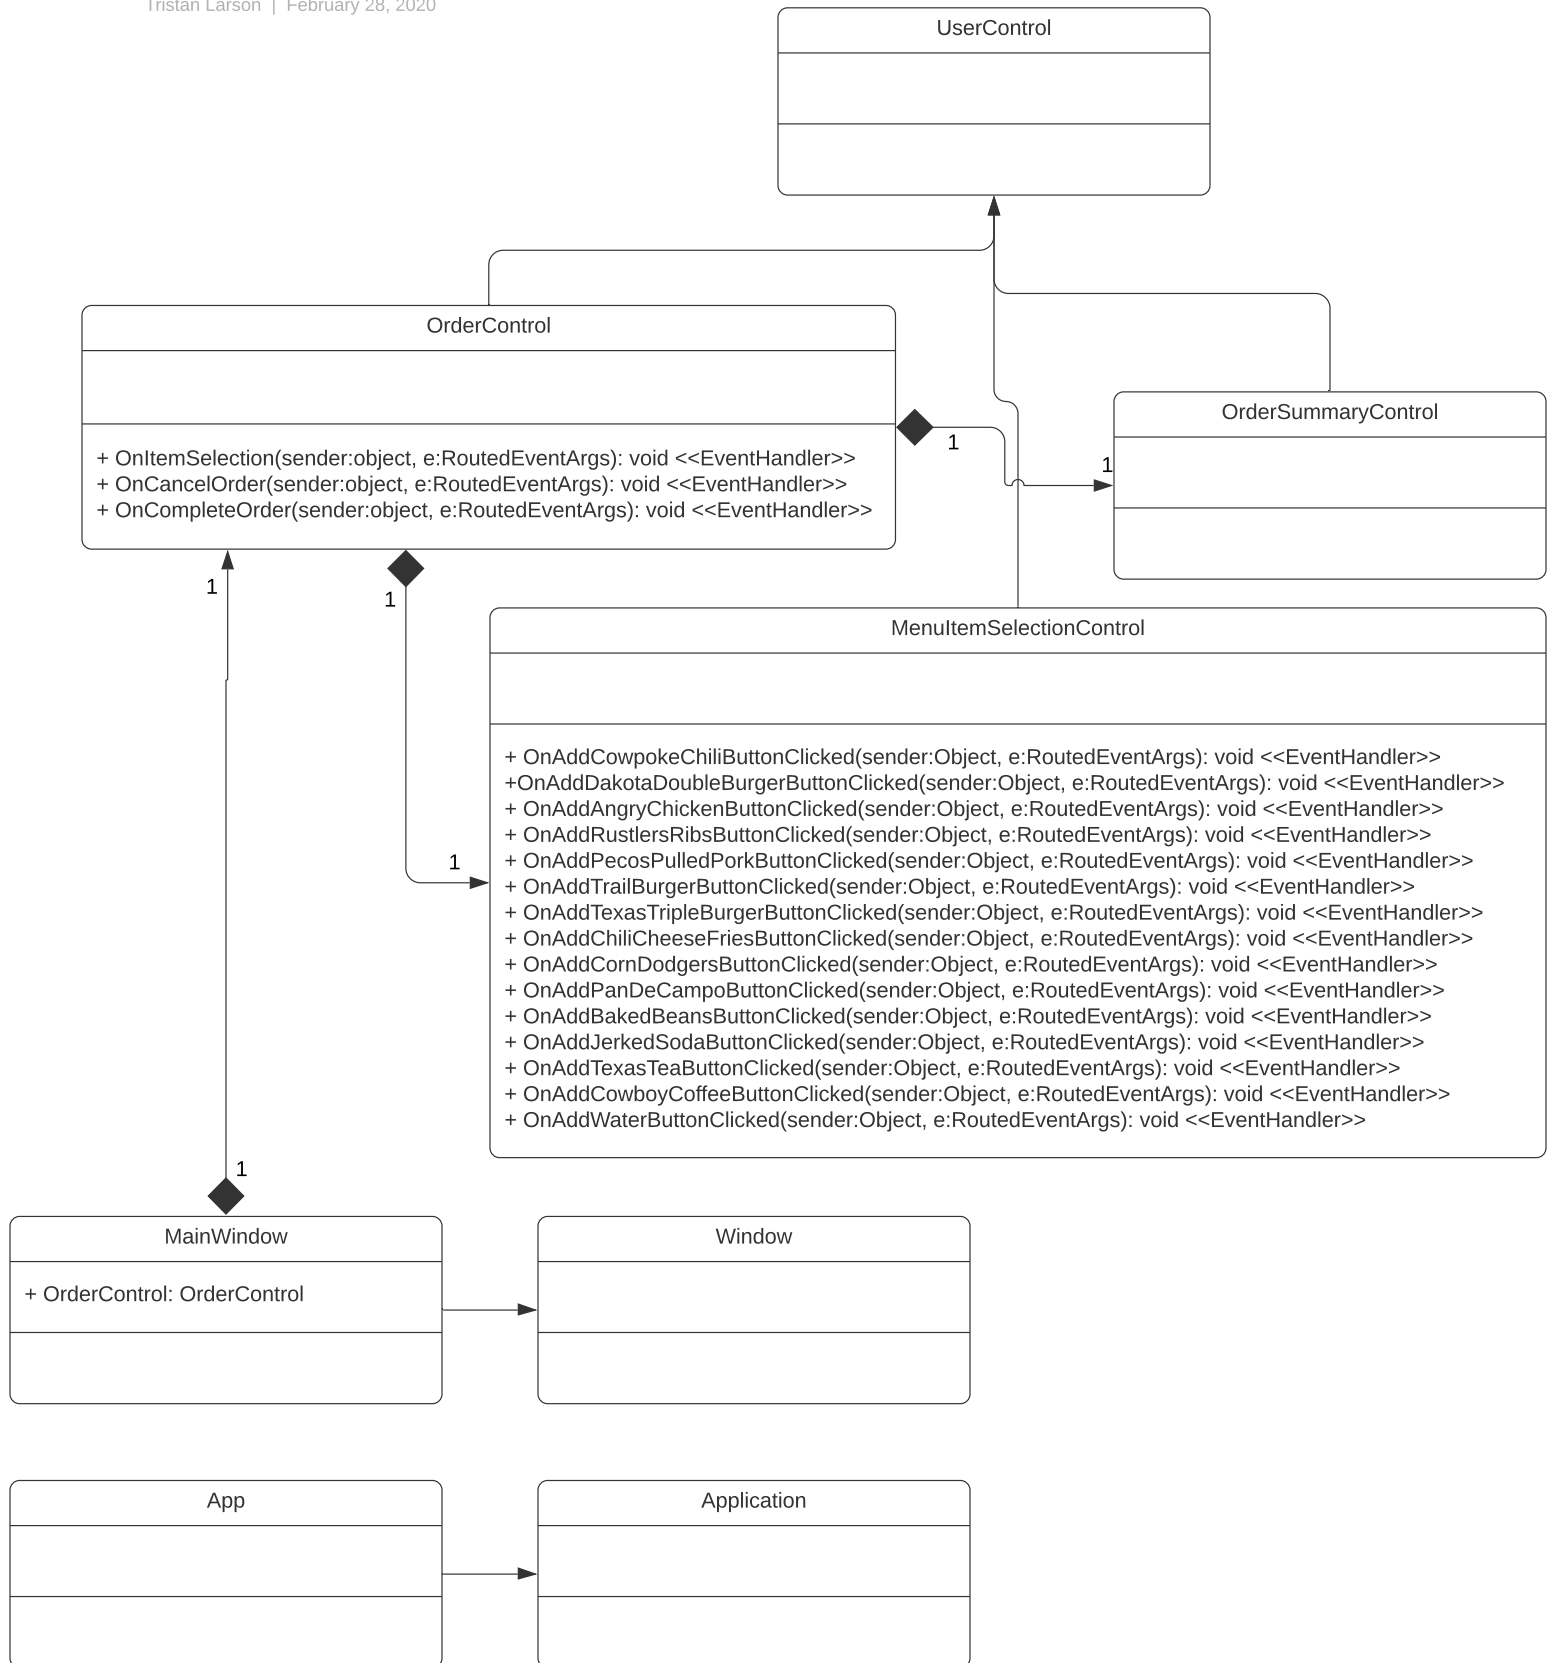 Tristan Larson | February 28, 2020
UserControl
OrderControl
+ OnItemSelection(sender:object, e:RoutedEventArgs): void <<EventHandler>>
+ OnCancelOrder(sender:object, e:RoutedEventArgs): void <<EventHandler>>
+ OnCompleteOrder(sender:object, e:RoutedEventArgs): void <<EventHandler>>
1
1
OrderSummaryControl
1
1
MenuItemSelectionControl
+ OnAddCowpokeChiliButtonClicked(sender:Object, e:RoutedEventArgs): void <<EventHandler>>
+OnAddDakotaDoubleBurgerButtonClicked(sender:Object, e:RoutedEventArgs): void <<EventHandler>>
+ OnAddAngryChickenButtonClicked(sender:Object, e:RoutedEventArgs): void <<EventHandler>>
+ OnAddRustlersRibsButtonClicked(sender:Object, e:RoutedEventArgs): void <<EventHandler>>
+ OnAddPecosPulledPorkButtonClicked(sender:Object, e:RoutedEventArgs): void <<EventHandler>>
+ OnAddTrailBurgerButtonClicked(sender:Object, e:RoutedEventArgs): void <<EventHandler>>
+ OnAddTexasTripleBurgerButtonClicked(sender:Object, e:RoutedEventArgs): void <<EventHandler>>
+ OnAddChiliCheeseFriesButtonClicked(sender:Object, e:RoutedEventArgs): void <<EventHandler>>
+ OnAddCornDodgersButtonClicked(sender:Object, e:RoutedEventArgs): void <<EventHandler>>
+ OnAddPanDeCampoButtonClicked(sender:Object, e:RoutedEventArgs): void <<EventHandler>>
+ OnAddBakedBeansButtonClicked(sender:Object, e:RoutedEventArgs): void <<EventHandler>>
+ OnAddJerkedSodaButtonClicked(sender:Object, e:RoutedEventArgs): void <<EventHandler>>
+ OnAddTexasTeaButtonClicked(sender:Object, e:RoutedEventArgs): void <<EventHandler>>
+ OnAddCowboyCoffeeButtonClicked(sender:Object, e:RoutedEventArgs): void <<EventHandler>>
+ OnAddWaterButtonClicked(sender:Object, e:RoutedEventArgs): void <<EventHandler>>
1
1
MainWindow
+ OrderControl: OrderControl
Window
App
Application